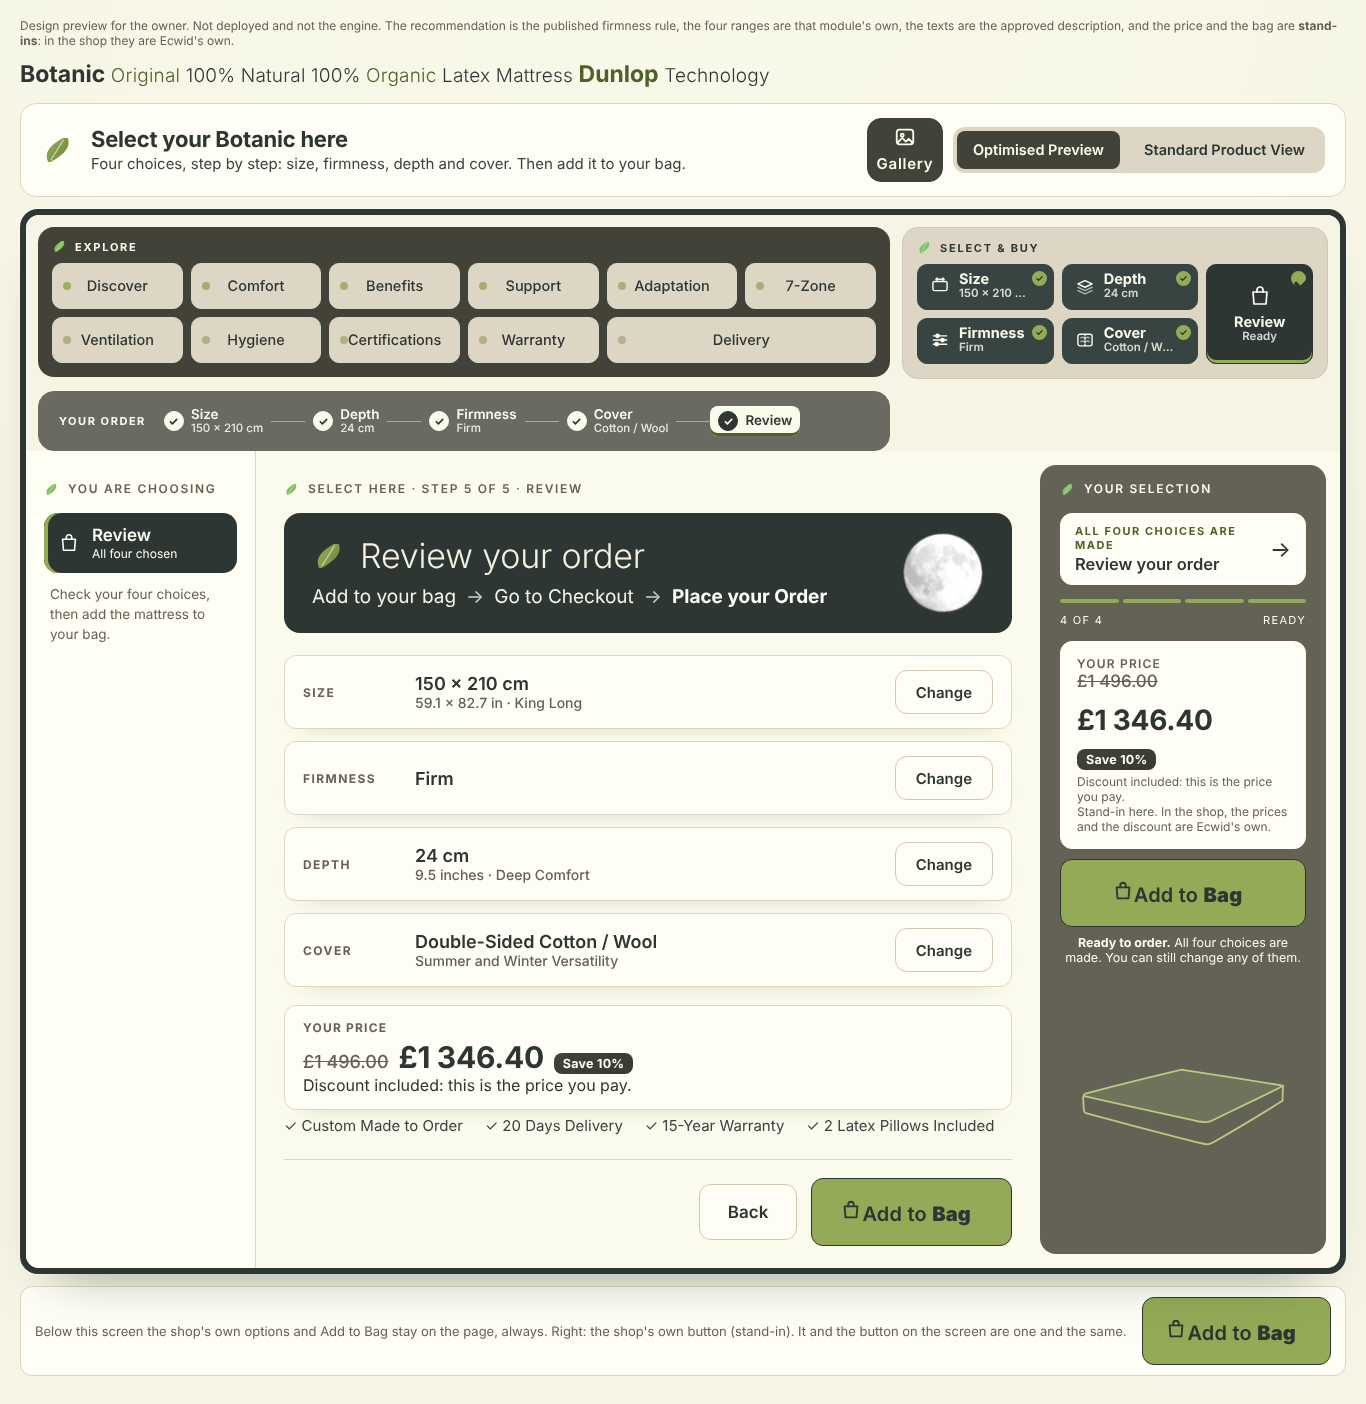 Design preview for the owner. Not deployed and not the engine. The recommendation is the published firmness rule, the four ranges are that module's own, the texts are the approved description, and the price and the bag are stand-
ins: in the shop they are Ecwid's own.
Botanic Original 100% Natural 100% Organic Latex Mattress Dunlop Technology
Select your Botanic here
Four choices, step by step: size, firmness, depth and cover. Then add it to your bag.
Gallery
Optimised Preview
Standard Product View
EXPLORE
Discover
Comfort
Benefits
Support
Adaptation
7-Zone
Ventilation
Hygiene
Certifications
Warranty
Delivery
SELECT & BUY
Size
150 × 210 ...
Depth
24 cm
Firmness
Firm
Cover
Cotton / W...
Review
Ready
YOUR ORDER
Size
150 × 210 cm
Depth
24 cm
Firmness
Firm
Cover
Cotton / Wool
Review
YOU ARE CHOOSING
Review
All four chosen
Check your four choices,
then add the mattress to
your bag.
SELECT HERE · STEP 5 OF 5 · REVIEW
Review your order
Add to your bag → Go to Checkout → Place your Order
SIZE
150 × 210 cm
59.1 × 82.7 in · King Long
Change
FIRMNESS
Firm
Change
DEPTH
24 cm
9.5 inches · Deep Comfort
Change
COVER
Double-Sided Cotton / Wool
Summer and Winter Versatility
Change
YOUR PRICE
£1 496.00 £1 346.40 Save 10%
Discount included: this is the price you pay.
✓ Custom Made to Order ✓ 20 Days Delivery ✓ 15-Year Warranty ✓ 2 Latex Pillows Included
Back
Add to Bag
YOUR SELECTION
ALL FOUR CHOICES ARE
MADE
Review your order →
4 OF 4
READY
YOUR PRICE
£1 496.00
£1 346.40
Save 10%
Discount included: this is the price
you pay.
Stand-in here. In the shop, the prices
and the discount are Ecwid's own.
Add to Bag
Ready to order. All four choices are
made. You can still change any of them.
Below this screen the shop's own options and Add to Bag stay on the page, always. Right: the shop's own button (stand-in). It and the button on the screen are one and the same.
Add to Bag